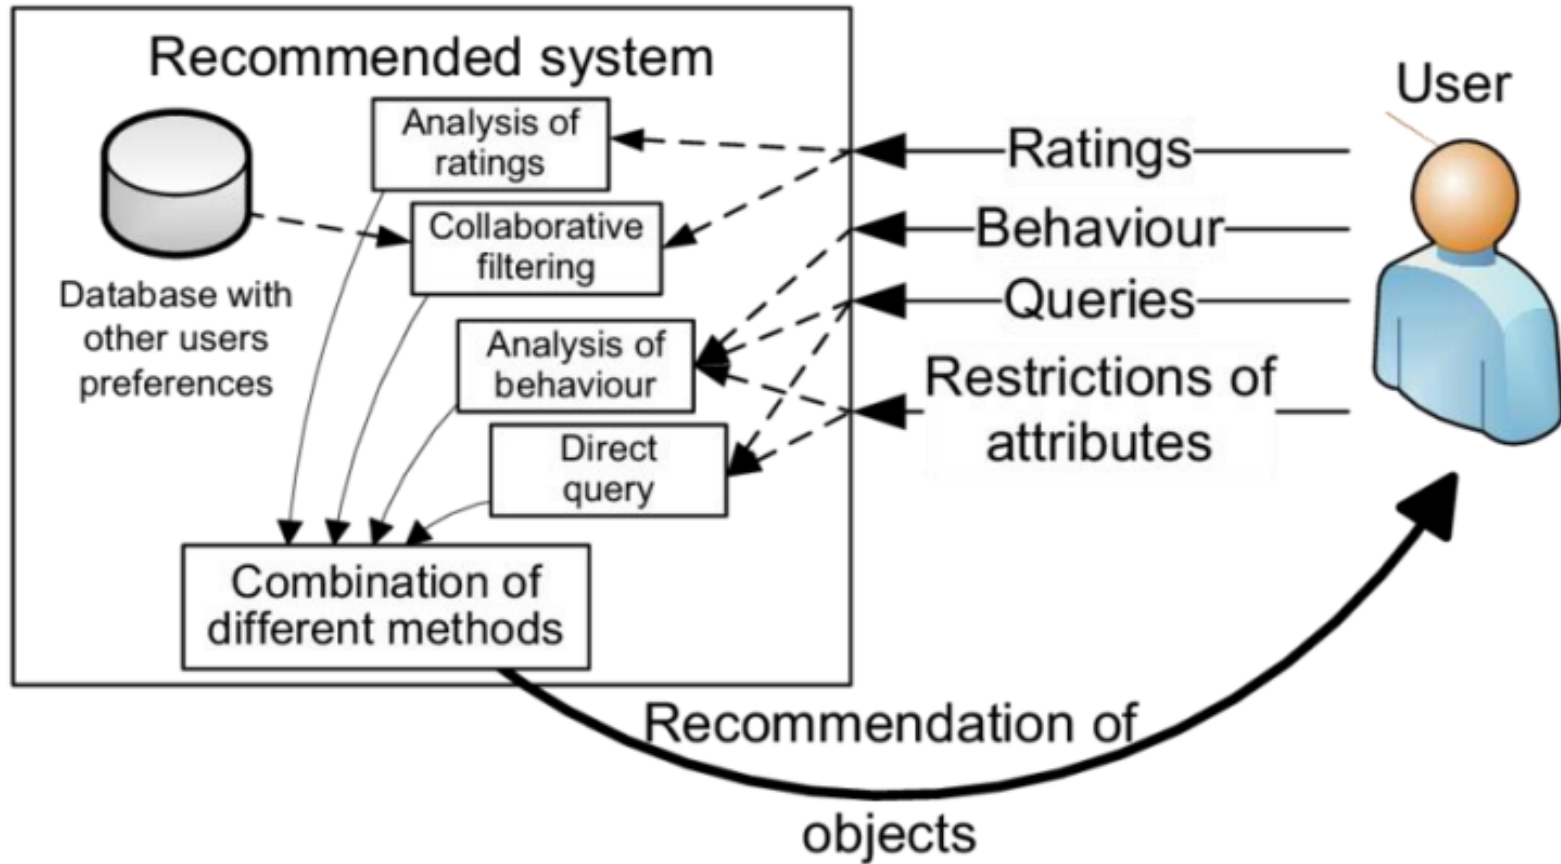 Recommended system
User
Analysis of
ratings
Ratings
Collaborative
filtering
Behaviour
Database with
other users
preferences
Queries
Analysis of
behaviour
Restrictions of
attributes
Direct
query
Combination of
different methods
Recommendation of
objects